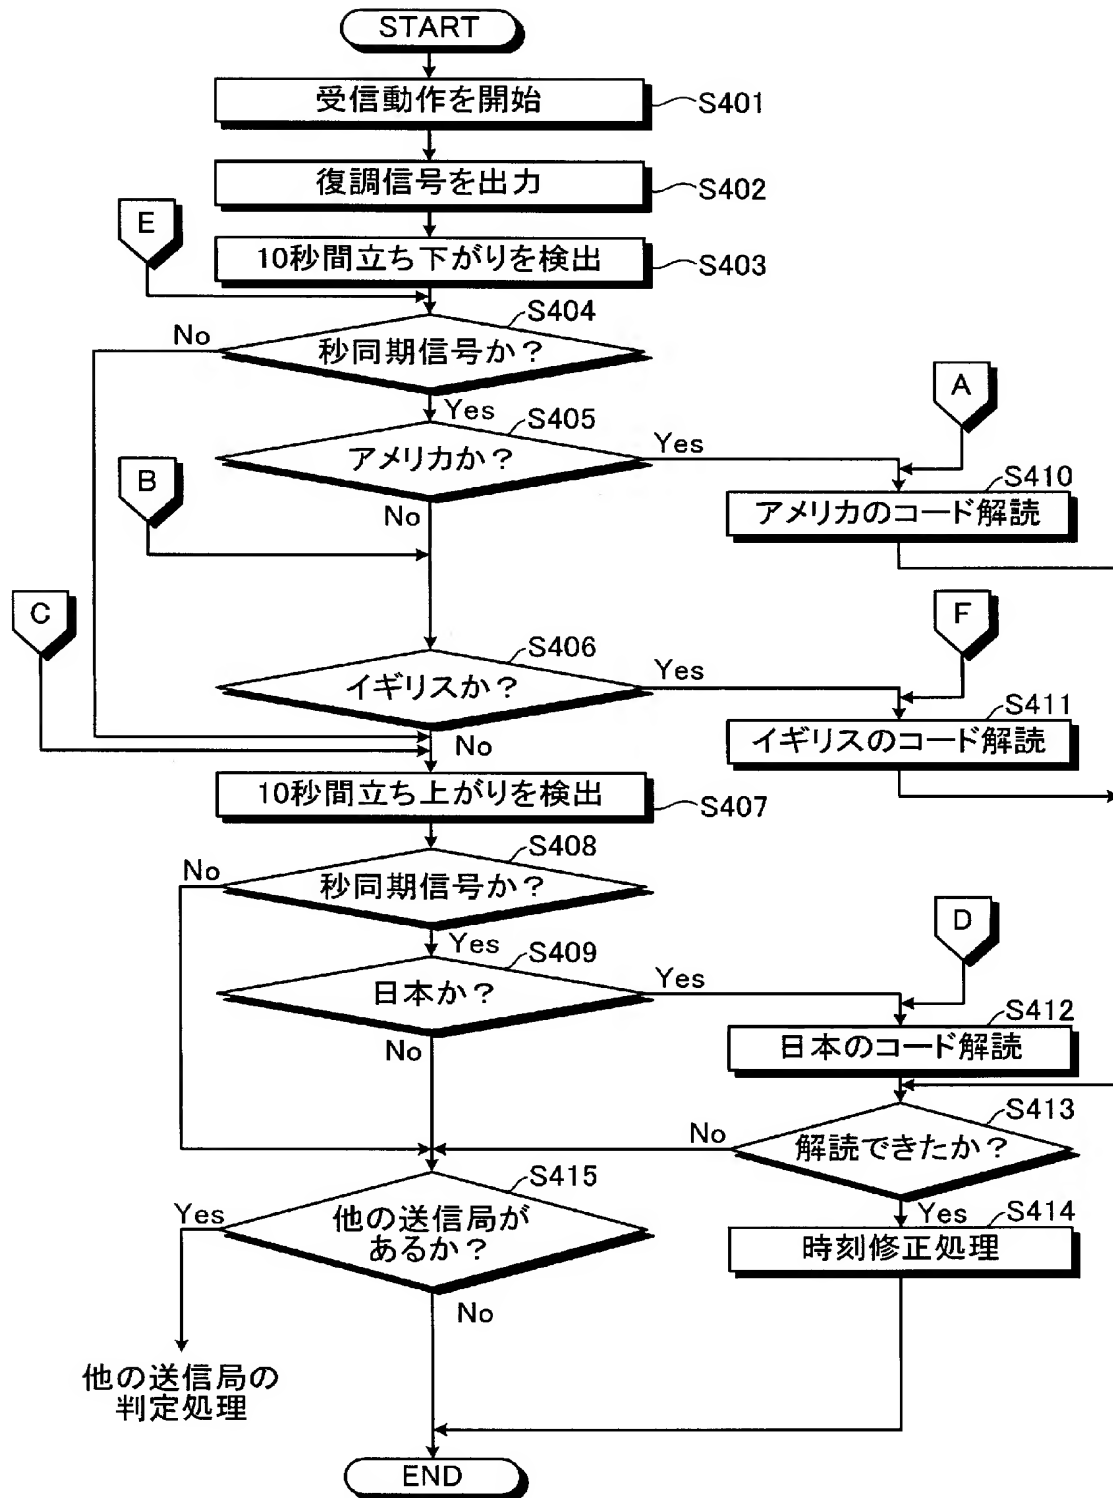 START
受信動作を開始
S401
復調信号を出力
S402
E
10秒間立ち下がりを検出
S403
S404
No
秒同期信号か？
Yes
S405
A
アメリカか？
Yes
B
No
S410
アメリカのコード解読
C
F
S406
イギリスか？
Yes
No
S411
イギリスのコード解読
10秒間立ち上がりを検出
S407
S408
No
秒同期信号か？
D
Yes
S409
日本か？
Yes
No
S412
日本のコード解読
S413
No
解読できたか？
S415
Yes
他の送信局が
あるか？
Yes
S414
時刻修正処理
No
他の送信局の
判定処理
END